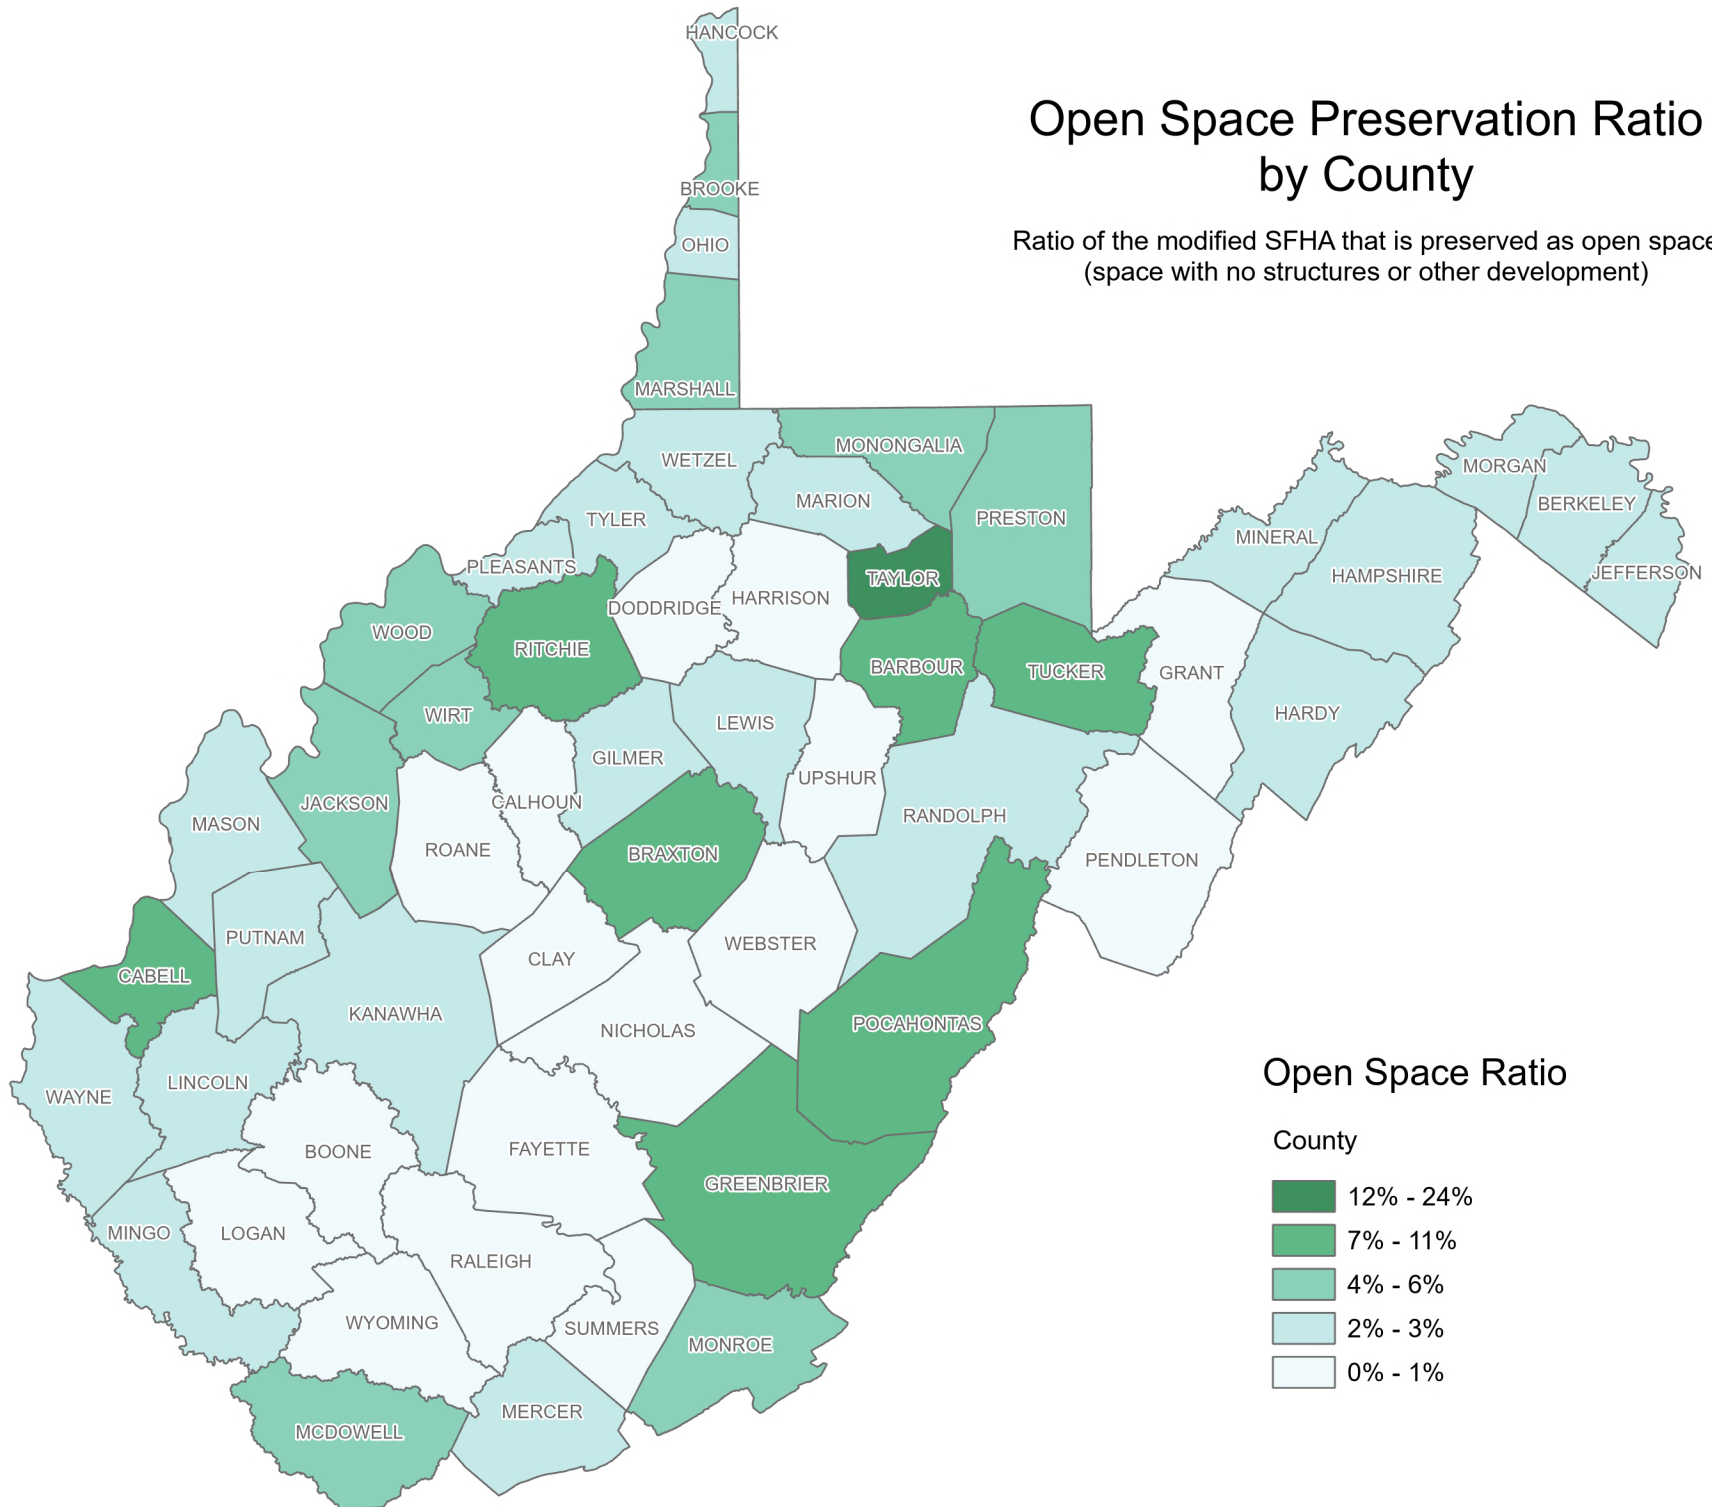 HANCOCK
Open Space Preservation Ratio
by County
BROOKE
Ratio of the modified SFHA that is preserved as open space
(space with no structures or other development)
OHIO
MARSHALL
MONONGALIA
WETZEL
MORGAN
MARION
BERKELEY
TYLER
PRESTON
MINERAL
PLEASANTS
JEFFERSON
TAYLOR
HAMPSHIRE
HARRISON
DODDRIDGE
WOOD
RITCHIE
BARBOUR
TUCKER
GRANT
WIRT
HARDY
LEWIS
GILMER
UPSHUR
CALHOUN
JACKSON
RANDOLPH
MASON
ROANE
BRAXTON
PENDLETON
PUTNAM
WEBSTER
CLAY
CABELL
KANAWHA
POCAHONTAS
NICHOLAS
Open Space Ratio
LINCOLN
WAYNE
County
FAYETTE
BOONE
GREENBRIER
12% - 24%
MINGO
LOGAN
7% - 11%
RALEIGH
4% - 6%
WYOMING
SUMMERS
2% - 3%
MONROE
0% - 1%
MERCER
MCDOWELL